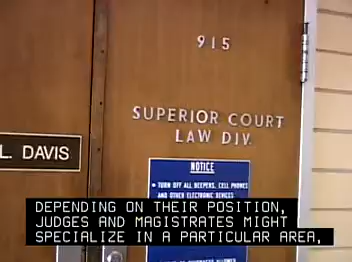 915
SUPERIOR COURT
LAW DIV.
L. DAVIS
NOTICE
TURN OFF ALL BEEPERS, CELL PHONES
AND OTHER ELECTRONIC DEVICES
DEPENDING ON THEIR POSITION,
JUDGES AND MAGISTRATES MIGHT
SPECIALIZE IN A PARTICULAR AREA,